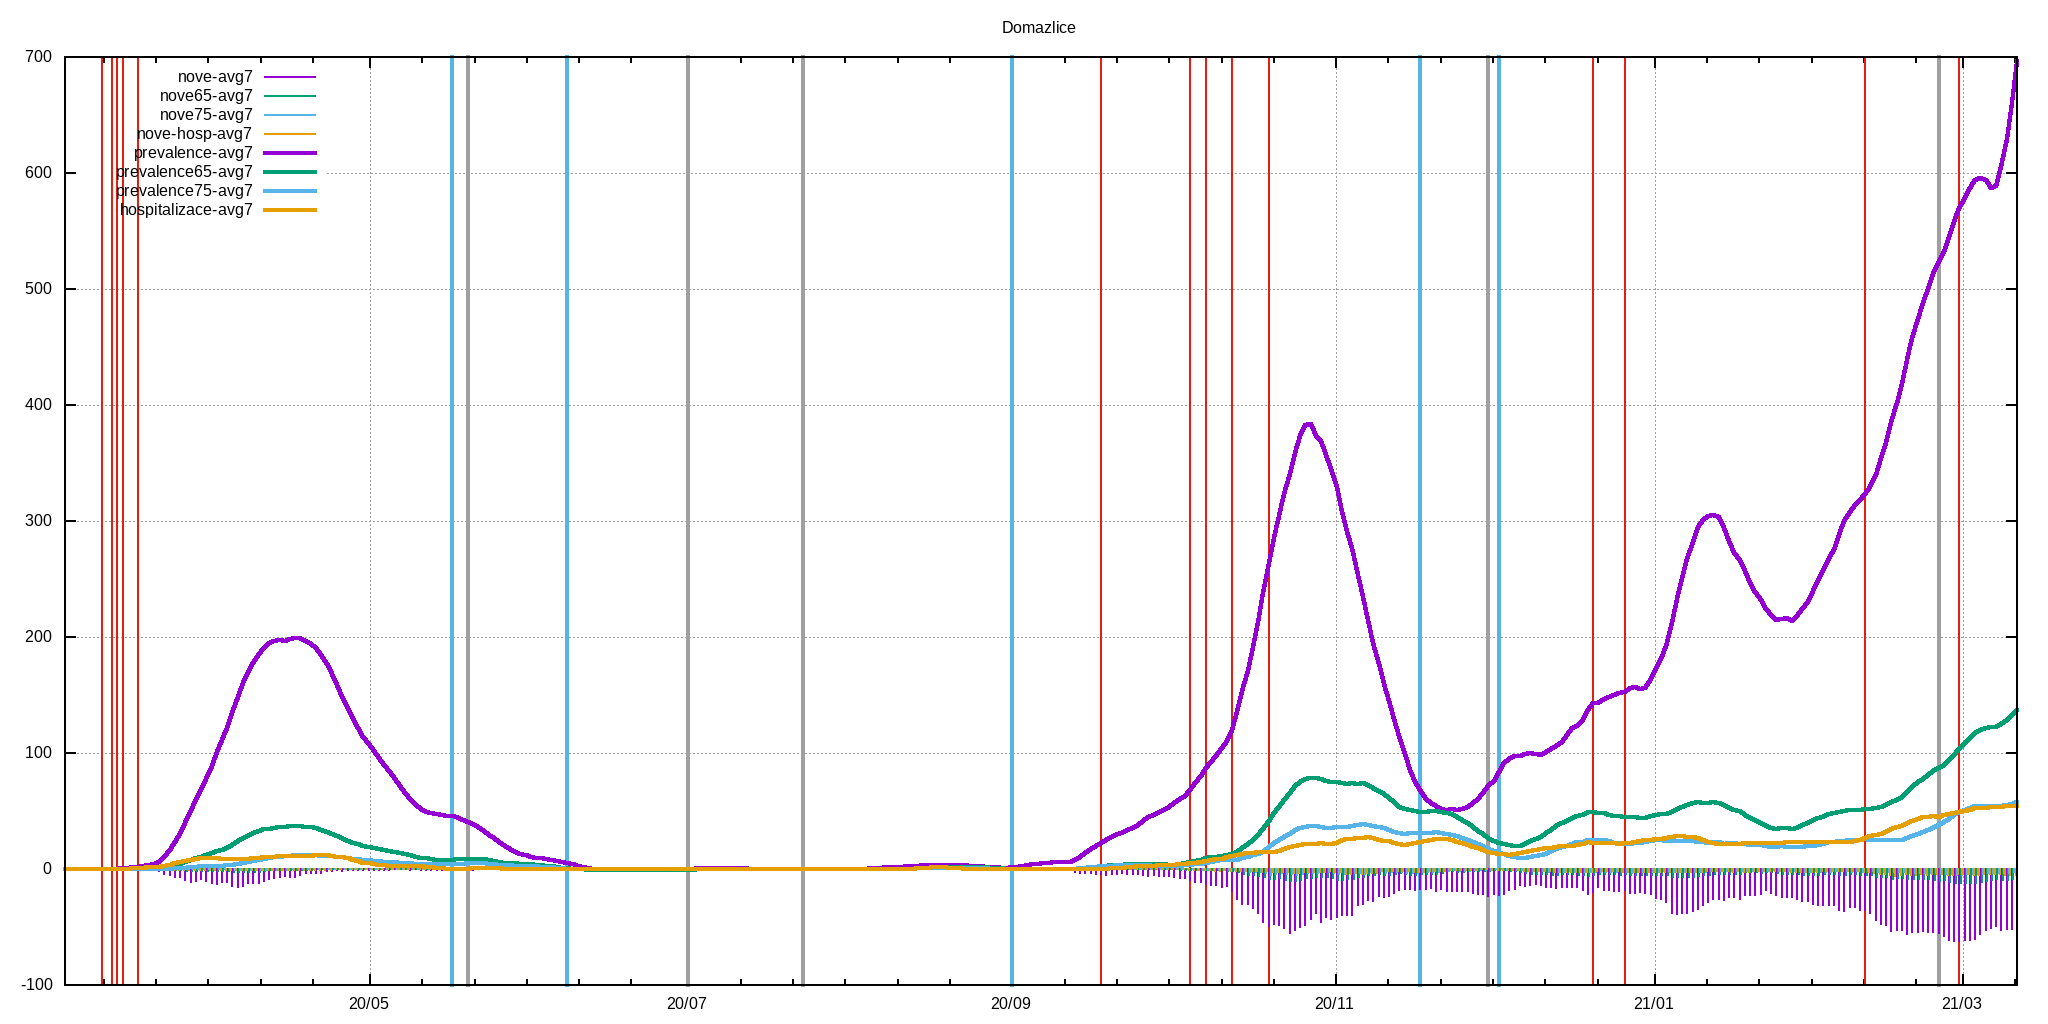 Domazlice
700
600
500
400
300
200
100
0
-100
nove-avg7
nove65-avg7
nove75-avg7
nove-hosp-avg7
prevalence-avg7
prevalence65-avg7
prevalence75-avg7
hospitalizace-avg7
20/05
20/07
20/09
20/11
21/01
21/03